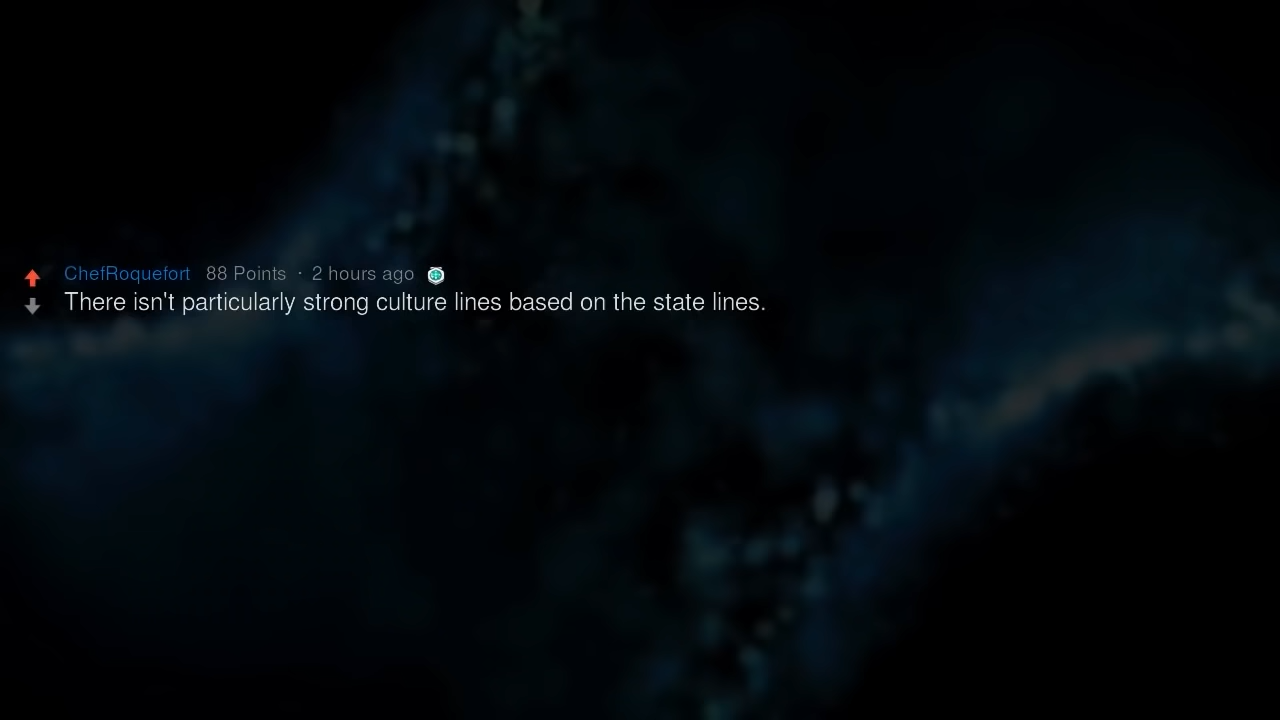 ChefRoquefort 88 Points · 2 hours ago
There isn't particularly strong culture lines based on the state lines.